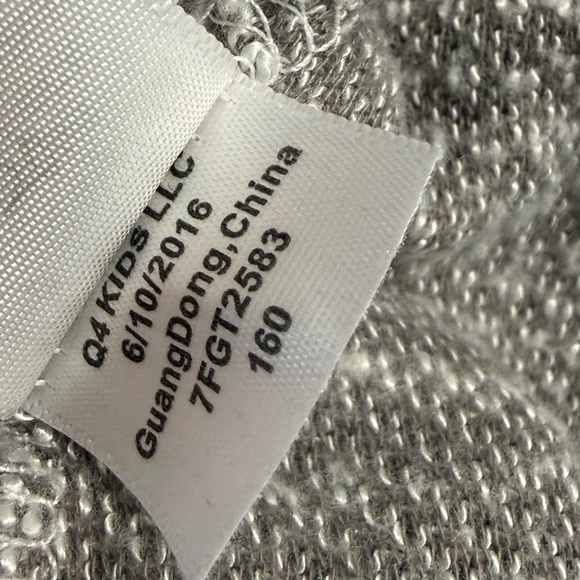 Q4 KIDS LLC
6/10/2016
GuangDong,China
7FGT2583
160